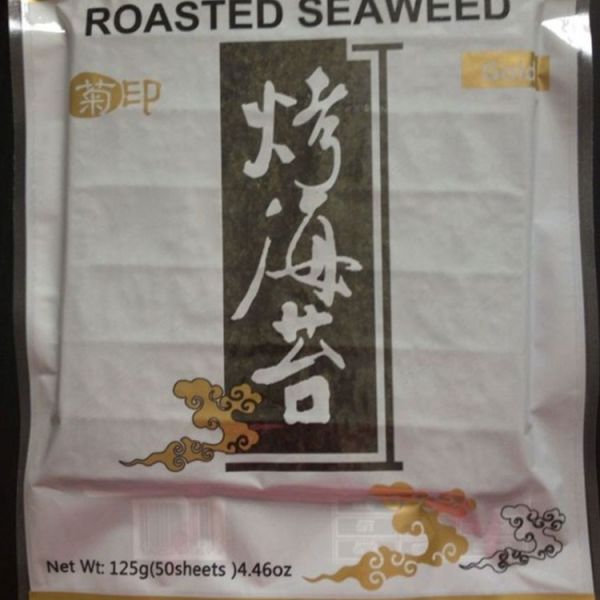 ROASTED SEAWEED
菊印
Gold
烤海苔
Net Wt: 125g(50sheets )4.46oz